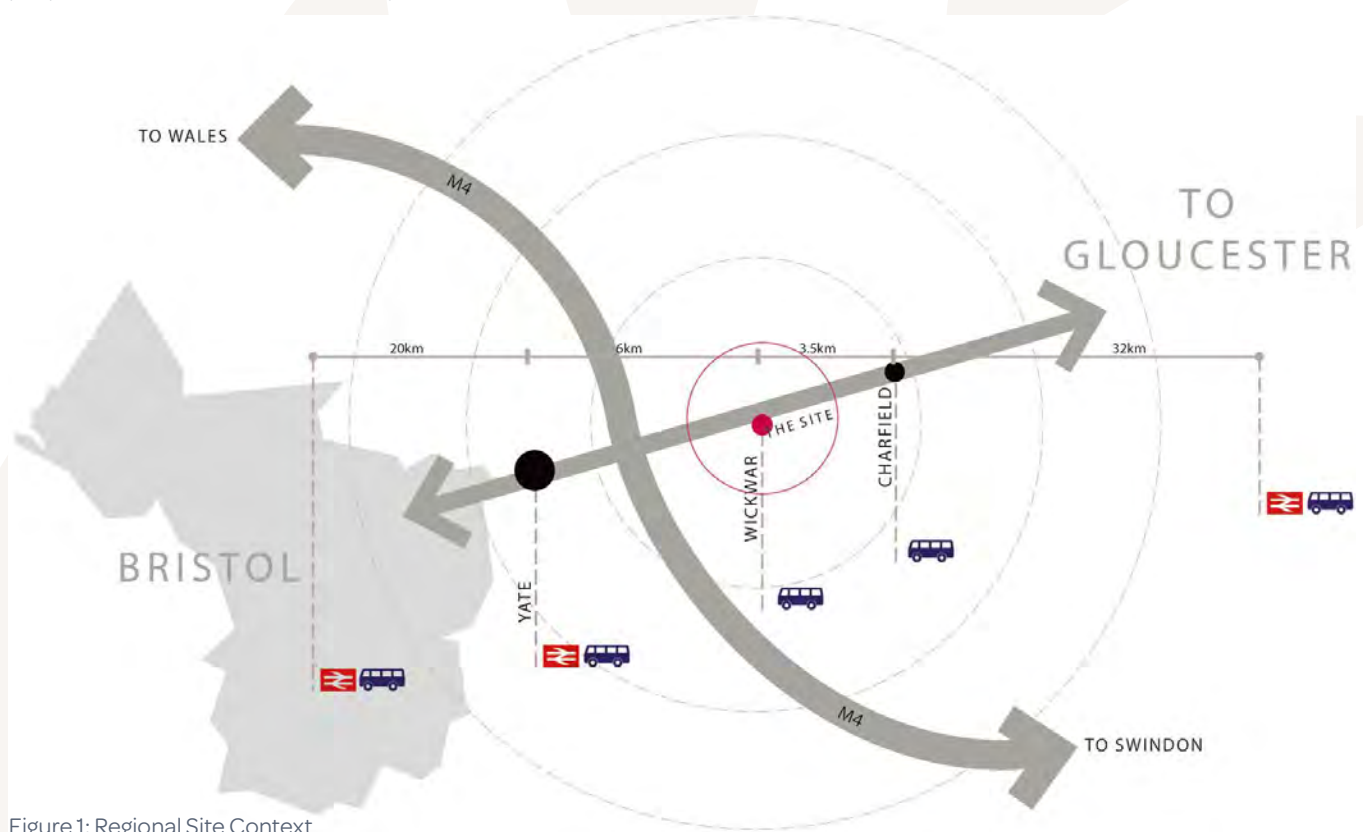 TO WALES
M4
TO
GLOUCESTER
20km
6km
3.5km
32km
THE SITE
CHARFIELD
WICKWAR
BRISTOL
YATE
M4
TO SWINDON
Figure 1: Regional Site Context